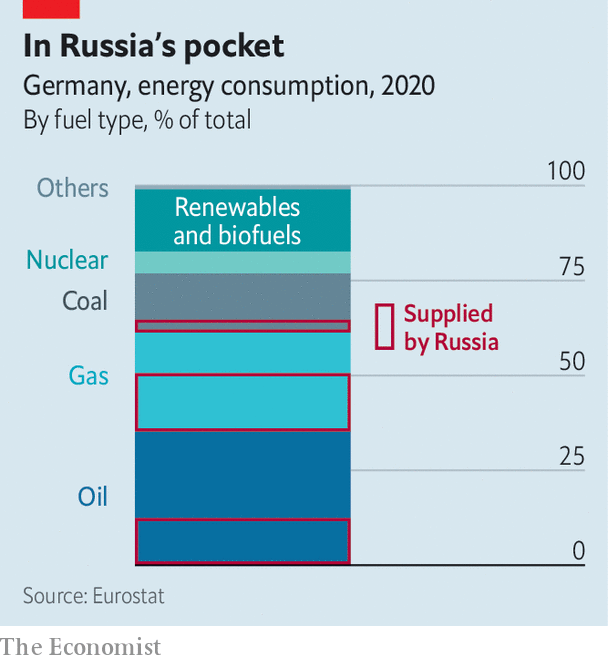 In Russia's pocket
Germany, energy consumption, 2020
By fuel type, % of total
100
Others
Renewables
and biofuels
Nuclear
75
Coal
Supplied
by Russia
50
Gas
25
Oil
0
Source: Eurostat
The Economist